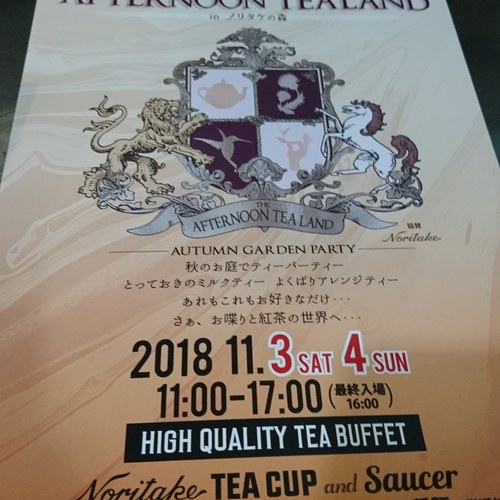 AFTERNOON TEALAND
in ノリタケの森
THE
AFTERNOON TEA LAND
協賛
Noritake
AUTUMN GARDEN PARTY
秋のお庭でティーパーティー
とっておきのミルクティー よくばりアレンジティー
あれもこれもお好きなだけ・・・
さぁ、お喋りと紅茶の世界へ・・・
2018 11.3 SAT 4 SUN
11:00-17:00 (最終入場 16:00)
HIGH QUALITY TEA BUFFET
Noritake TEA CUP and Saucer